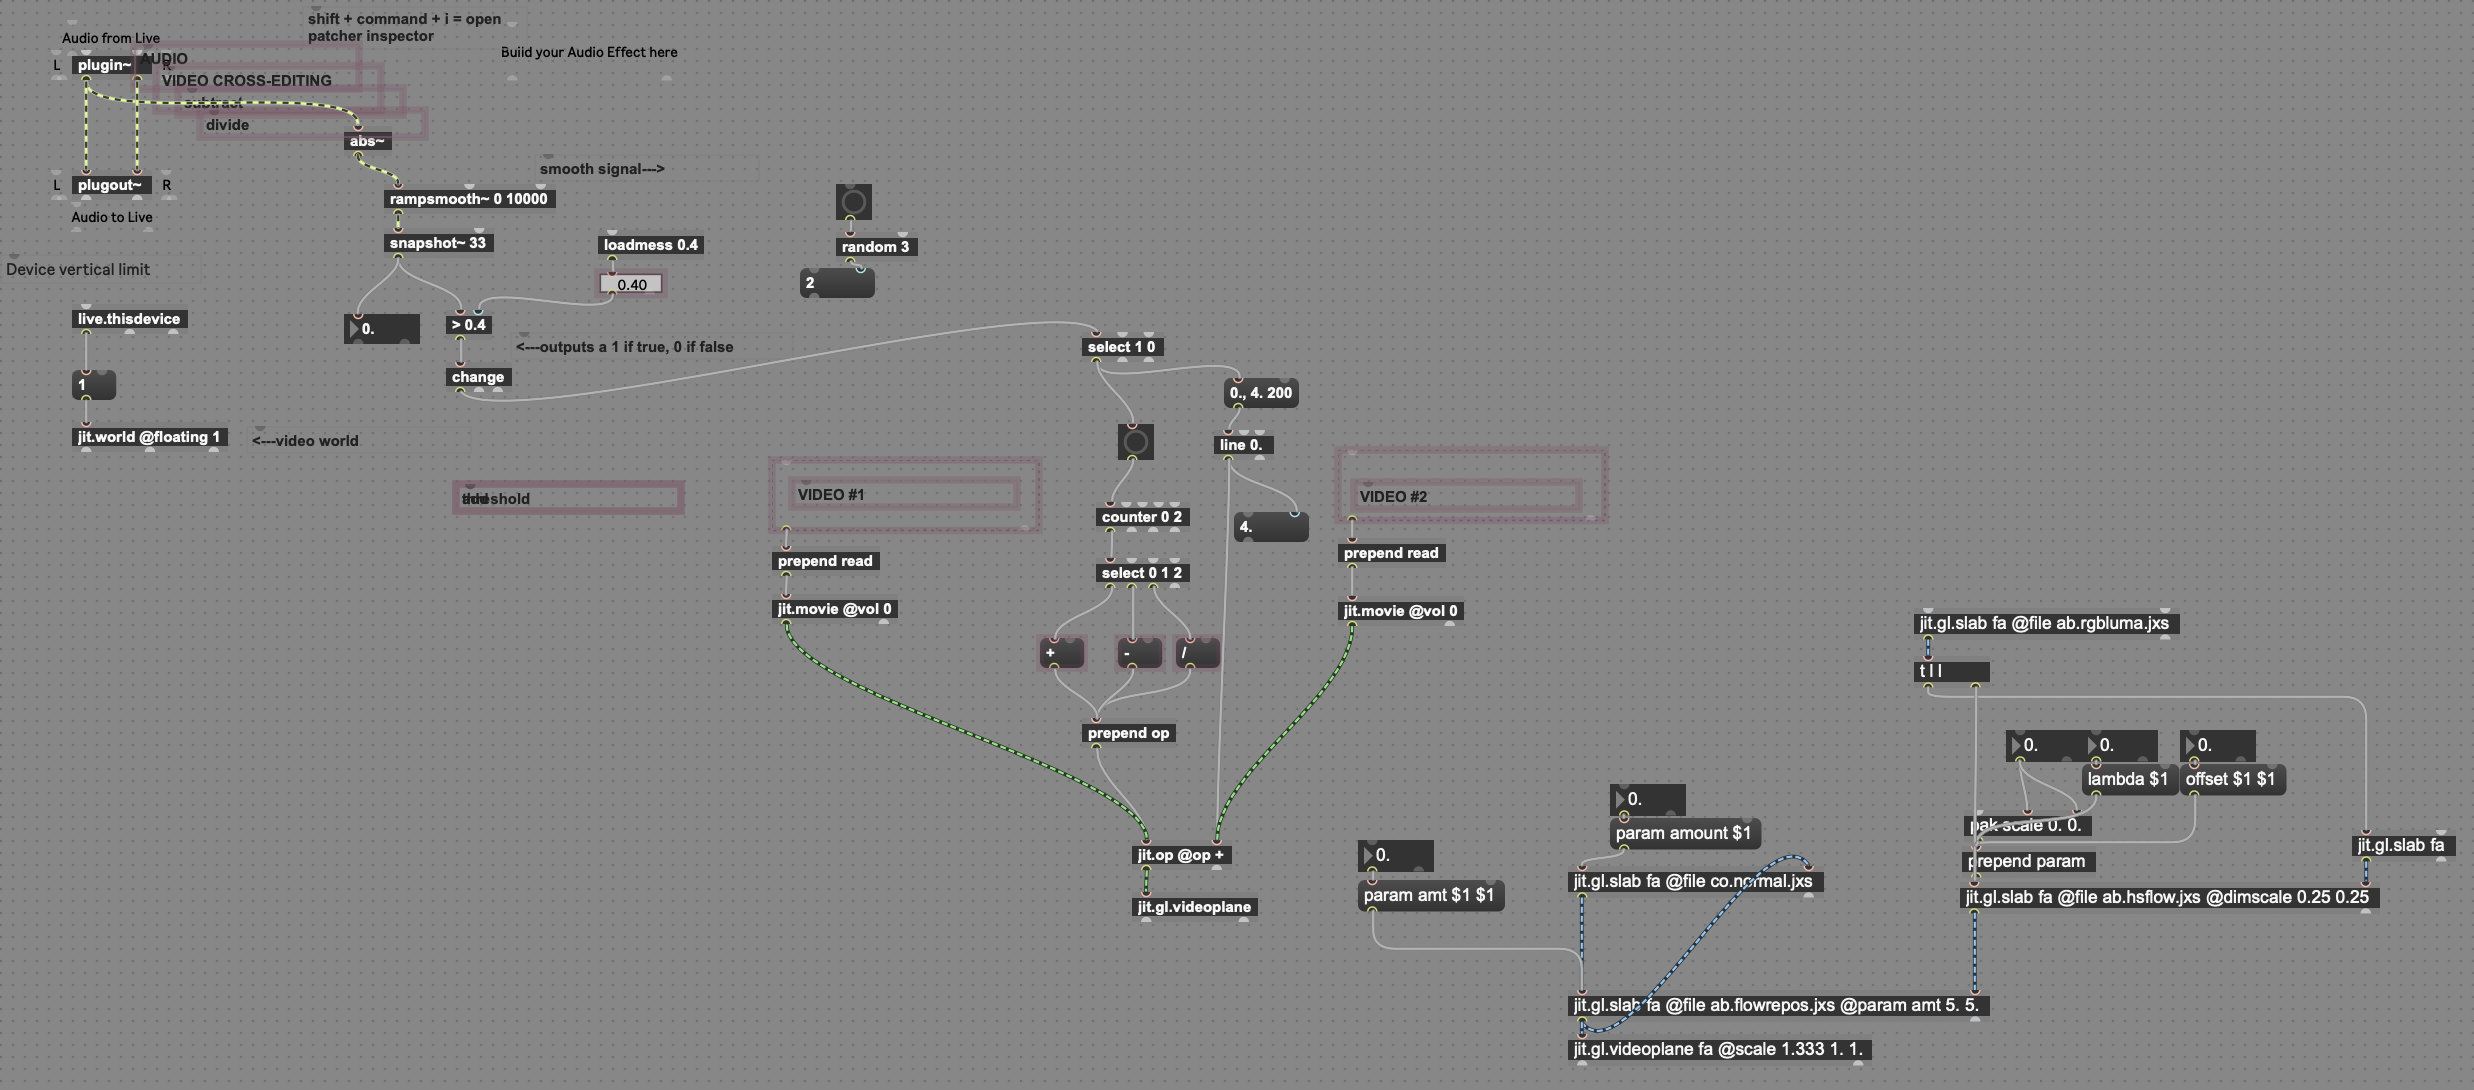 shift + command + i = open
patcher inspector
Audio from Live
Build your Audio Effect here
L
plugin~
R
AUDIO
VIDEO CROSS-EDITING
subtract
divide
abs~
L
plugout~
R
Audio to Live
smooth signal--->
rampsmooth~ 0 10000
snapshot~ 33
loadmess 0.4
0.40
random 3
2
Device vertical limit
live.thisdevice
0.
> 0.4
<---outputs a 1 if true, 0 if false
change
1
jit.world @floating 1
<---video world
select 1 0
0., 4. 200
line 0.
threshold
VIDEO #1
VIDEO #2
counter 0 2
4.
prepend read
prepend read
select 0 1 2
jit.movie @vol 0
jit.movie @vol 0
+
-
/
prepend op
jit.op @op +
jit.gl.videoplane
jit.gl.slab fa @file ab.rgbluma.jxs
t l l
0.
0.
0.
lambda $1
offset $1 $1
pak scale 0. 0.
prepend param
jit.gl.slab fa
jit.gl.slab fa @file ab.hsflow.jxs @dimscale 0.25 0.25
0.
param amount $1
0.
param amt $1 $1
jit.gl.slab fa @file co.normal.jxs
jit.gl.slab fa @file ab.flowrepos.jxs @param amt 5. 5.
jit.gl.videoplane fa @scale 1.333 1. 1.